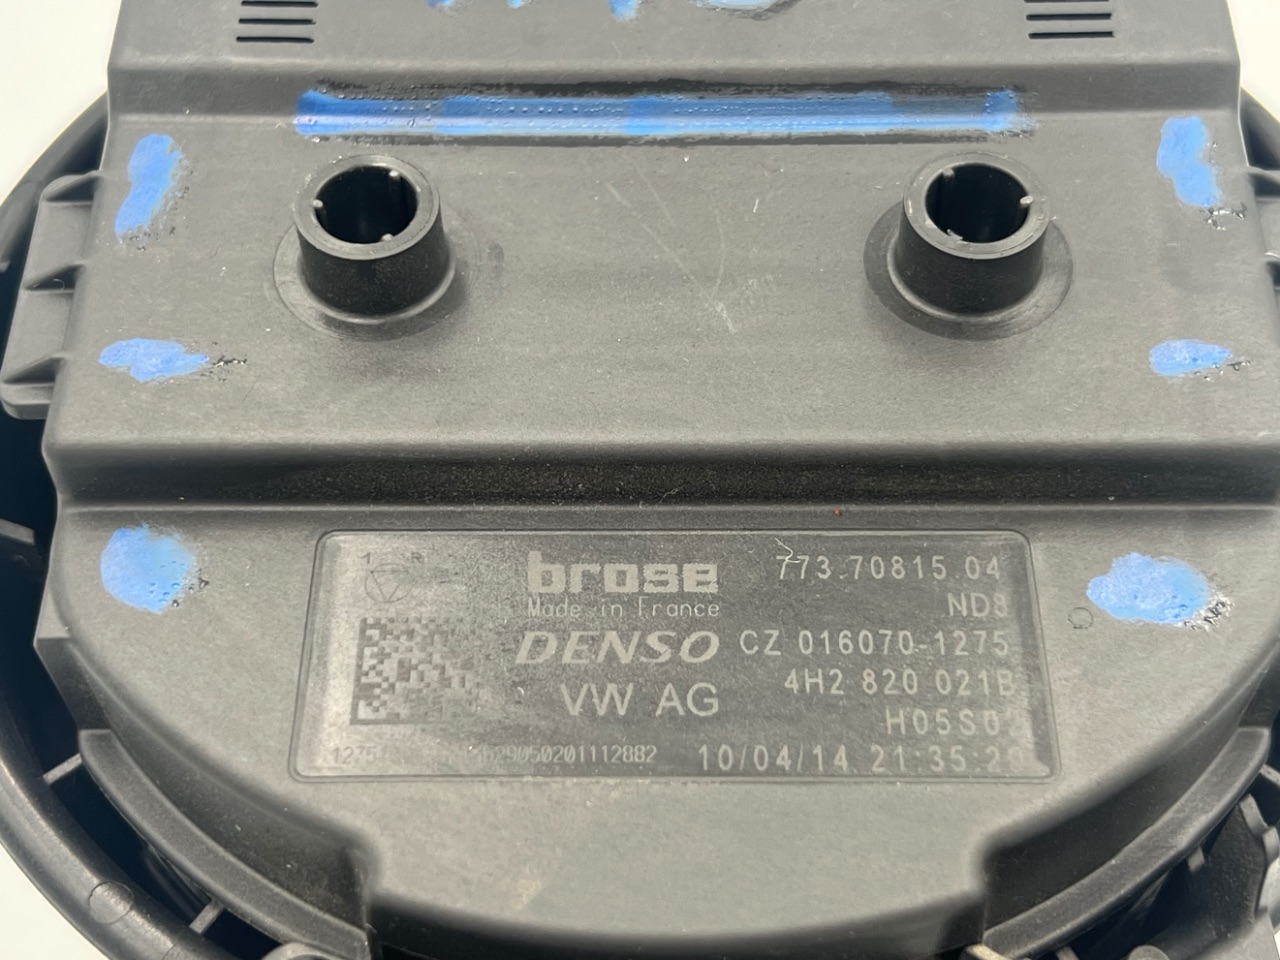 1 R
brose 773.70815.04
Made in France ND8
DENSO CZ 016070-1275
VW AG 4H2 820 021B
H05S02
10/04/14 21:35:20